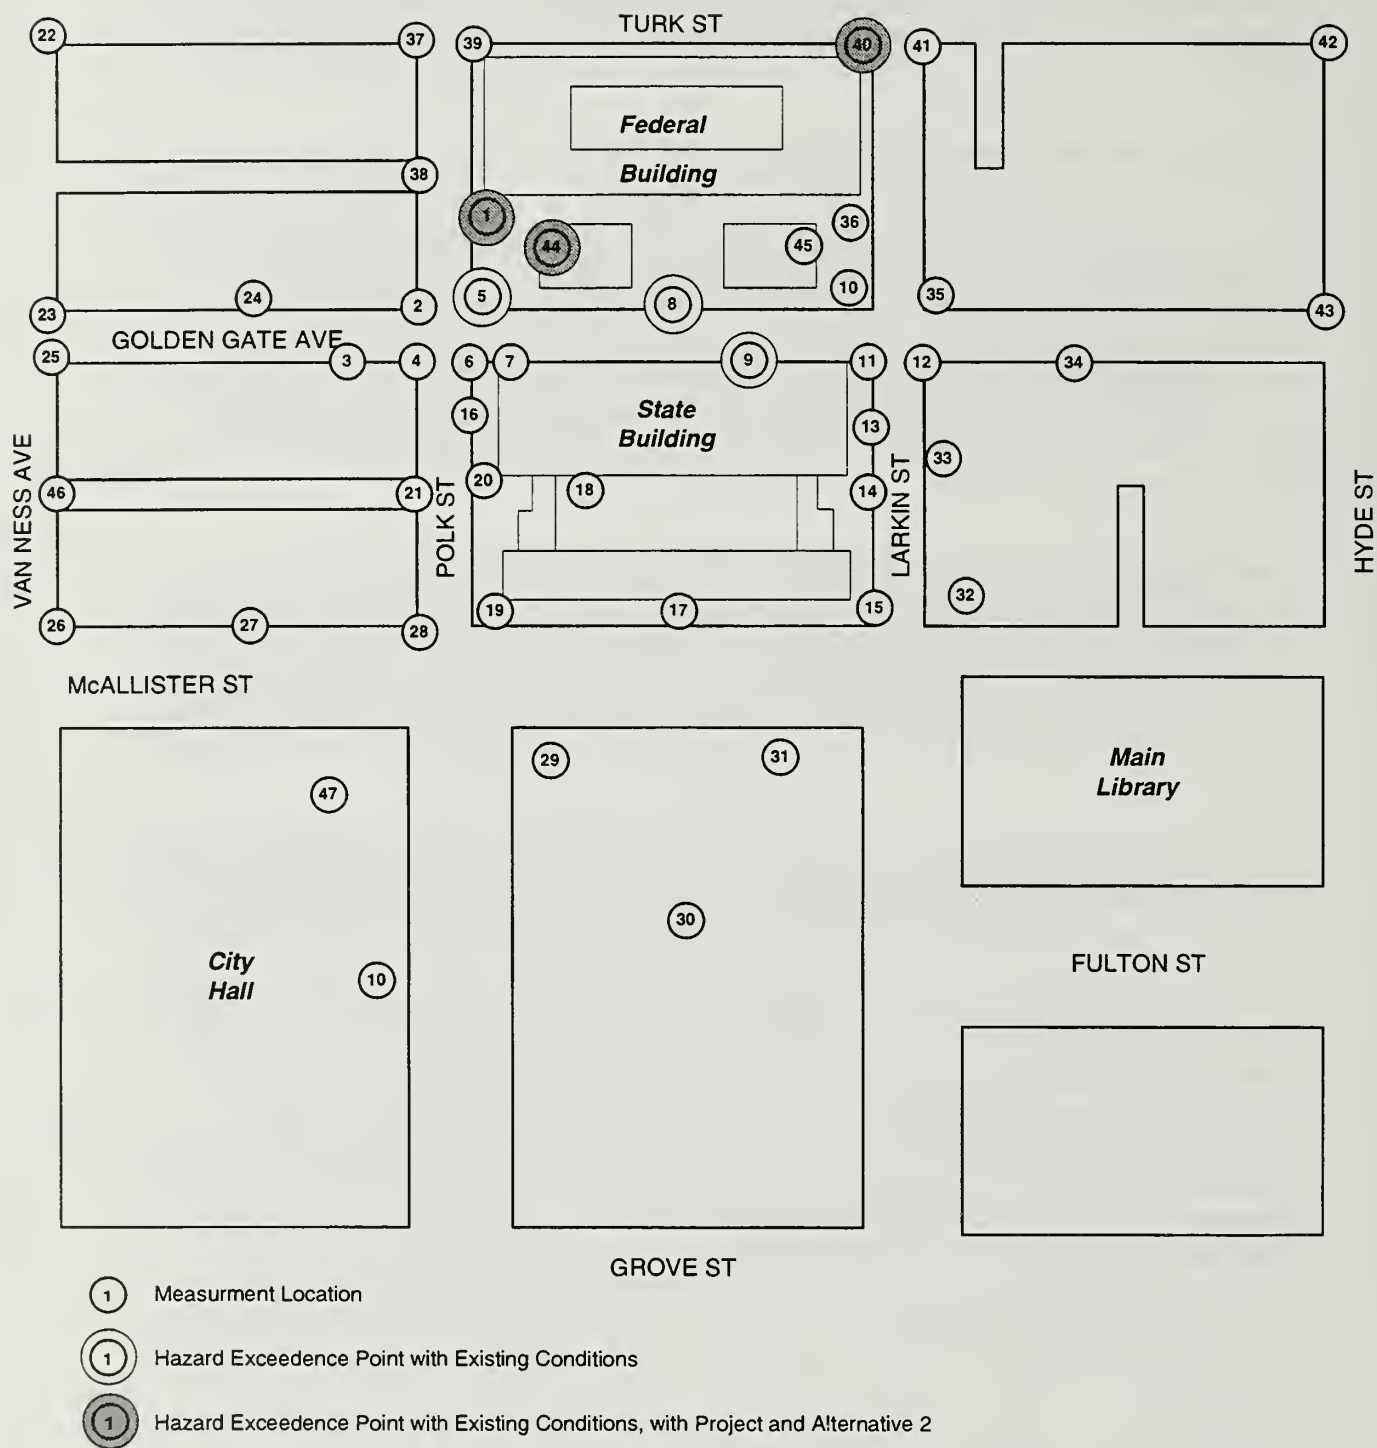 22
37
39
TURK ST
40
41
42
Federal
Building
38
1
44
45
36
5
8
10
35
43
23
24
2
GOLDEN GATE AVE
25
3
4
6
7
9
11
12
34
16
State
Building
13
33
VAN NESS AVE
46
21
POLK ST
20
18
14
LARKIN ST
HYDE ST
26
27
28
19
17
15
32
McALLISTER ST
29
31
47
Main
Library
30
City
Hall
10
FULTON ST
GROVE ST
1 Measurment Location
1 Hazard Exceedence Point with Existing Conditions
1 Hazard Exceedence Point with Existing Conditions, with Project and Alternative 2